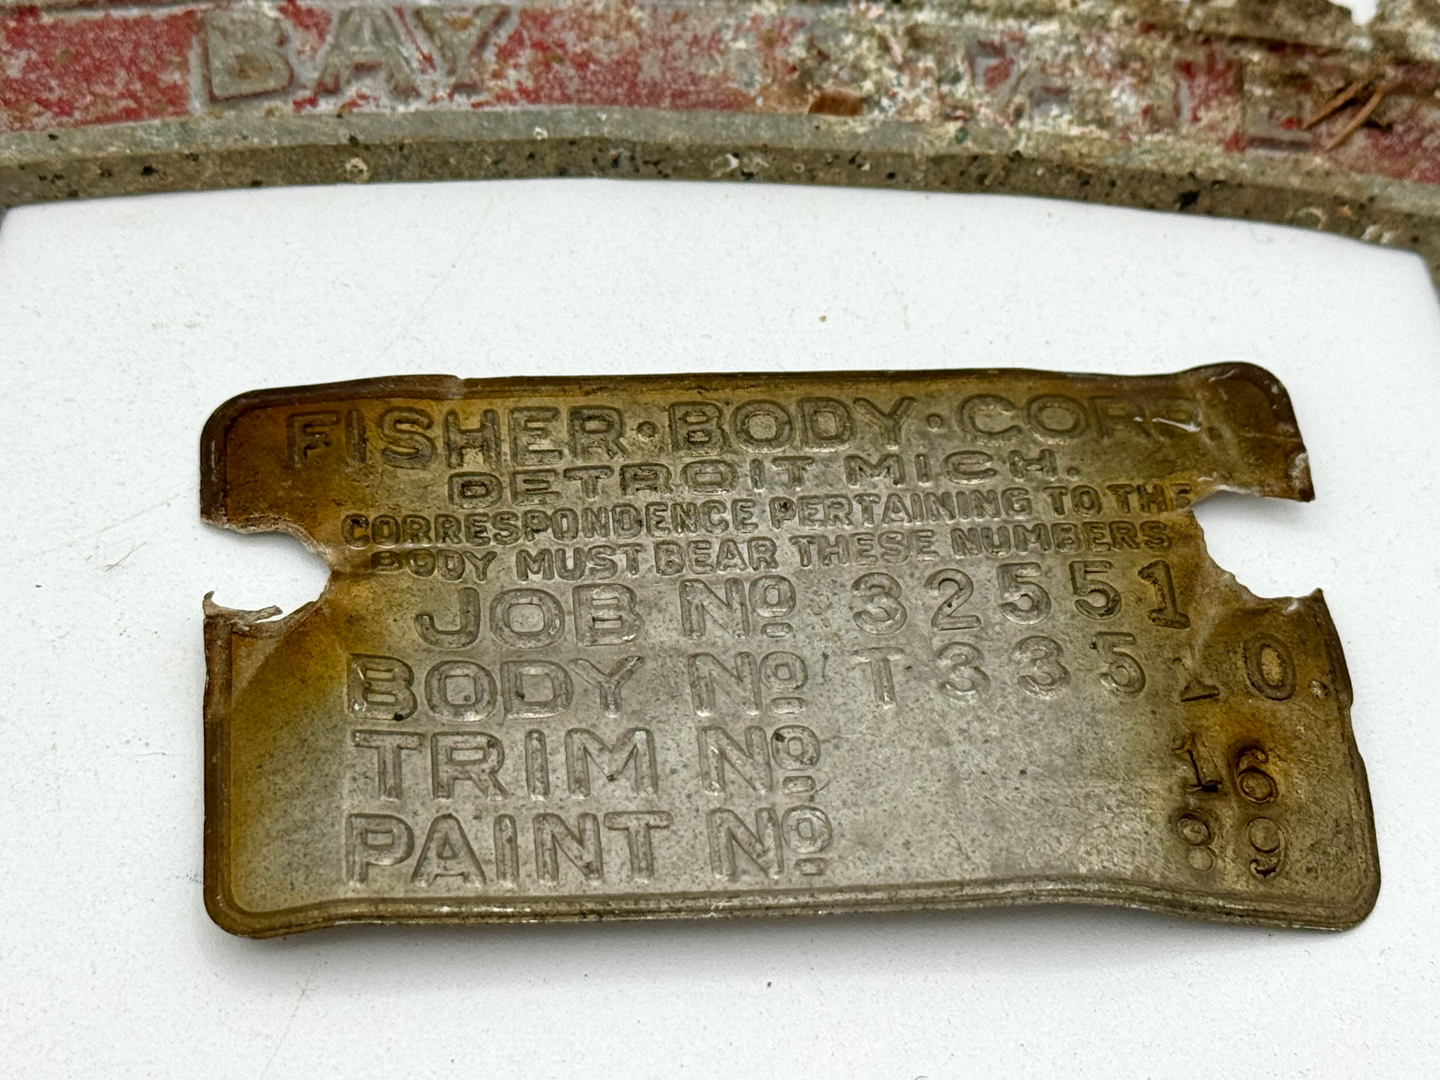 BAY STATE
FISHER · BODY · CORP.
DETROIT MICH.
CORRESPONDENCE PERTAINING TO THE
BODY MUST BEAR THESE NUMBERS
JOB Nº 32551
BODY Nº T33510
TRIM Nº 16
PAINT Nº 89